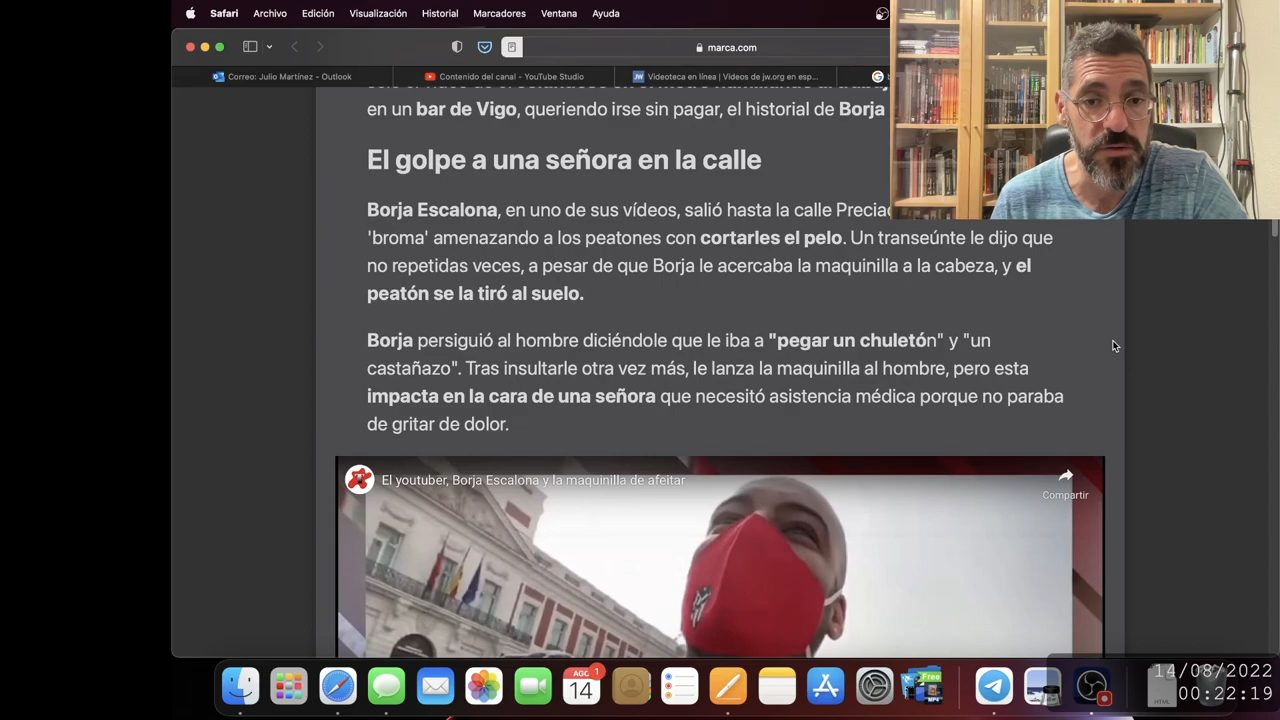 Safari Archivo Edición Visualización Historial Marcadores Ventana Ayuda
marca.com
Correo: Julio Martínez - Outlook
Contenido del canal - YouTube Studio
JW Videoteca en línea | Videos de jw.org en esp...
en un bar de Vigo, queriendo irse sin pagar, el historial de Borja
El golpe a una señora en la calle
Borja Escalona, en uno de sus vídeos, salió hasta la calle Preciad
'broma' amenazando a los peatones con cortarles el pelo. Un transeúnte le dijo que
no repetidas veces, a pesar de que Borja le acercaba la maquinilla a la cabeza, y el
peatón se la tiró al suelo.
Borja persiguió al hombre diciéndole que le iba a "pegar un chuletón" y "un
castañazo". Tras insultarle otra vez más, le lanza la maquinilla al hombre, pero esta
impacta en la cara de una señora que necesitó asistencia médica porque no paraba
de gritar de dolor.
El youtuber, Borja Escalona y la maquinilla de afeitar
Compartir
AGC 1
14
Free
MP4
HTML
14/08/2022
00:22:19